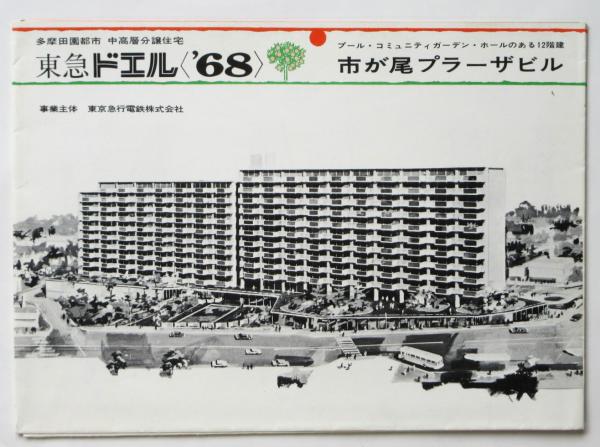 多摩田園都市 中高層分譲住宅
東急ドエル〈'68〉
プール・コミュニティガーデン・ホールのある12階建
市が尾プラーザビル
事業主体 東京急行電鉄株式会社